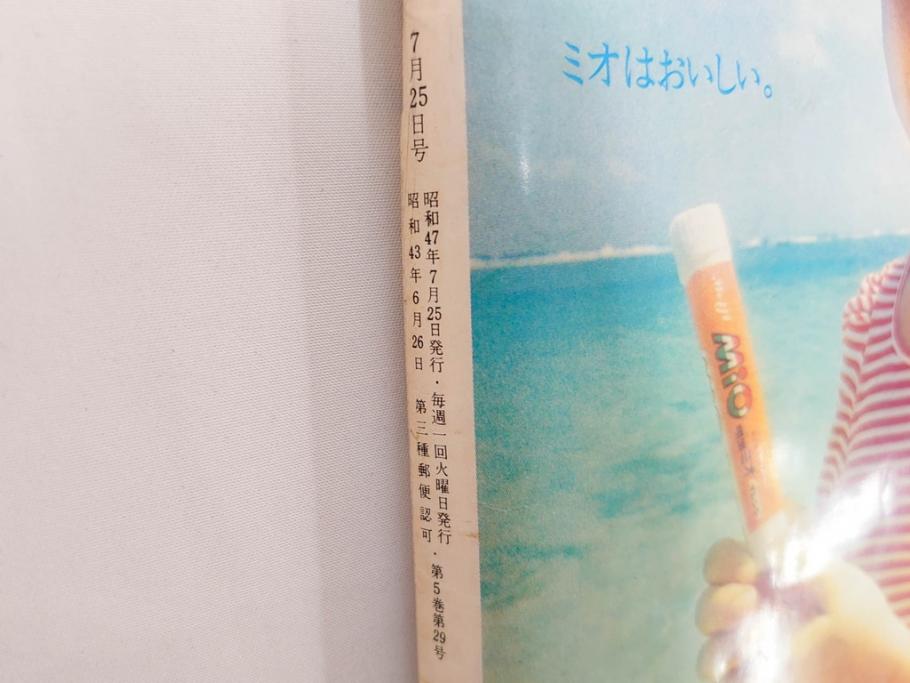 7月25日号
昭和47年7月25日発行・毎週一回火曜日発行・第5巻第29号
昭和43年6月26日 第三種郵便認可
ミオはおいしい。
meiji
MiO